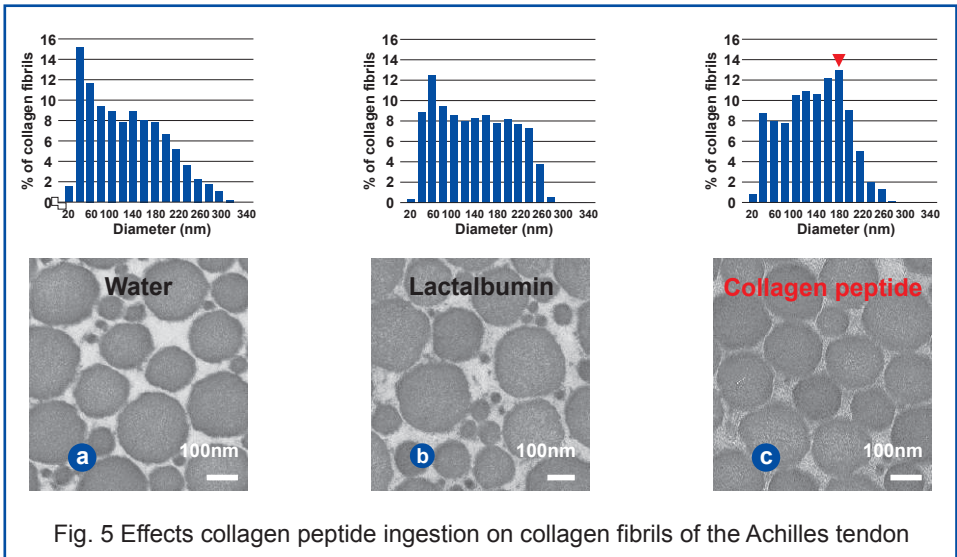 16
14
12
10
8
6
4
2
0
% of collagen fibrils
20 60 100 140 180 220 260 300 340
Diameter (nm)
16
14
12
10
8
6
4
2
0
% of collagen fibrils
20 60 100 140 180 220 260 300 340
Diameter (nm)
16
14
12
10
8
6
4
2
0
% of collagen fibrils
20 60 100 140 180 220 260 300 340
Diameter (nm)
Water
a
100nm
Lactalbumin
b
100nm
Collagen peptide
c
100nm
Fig. 5 Effects collagen peptide ingestion on collagen fibrils of the Achilles tendon